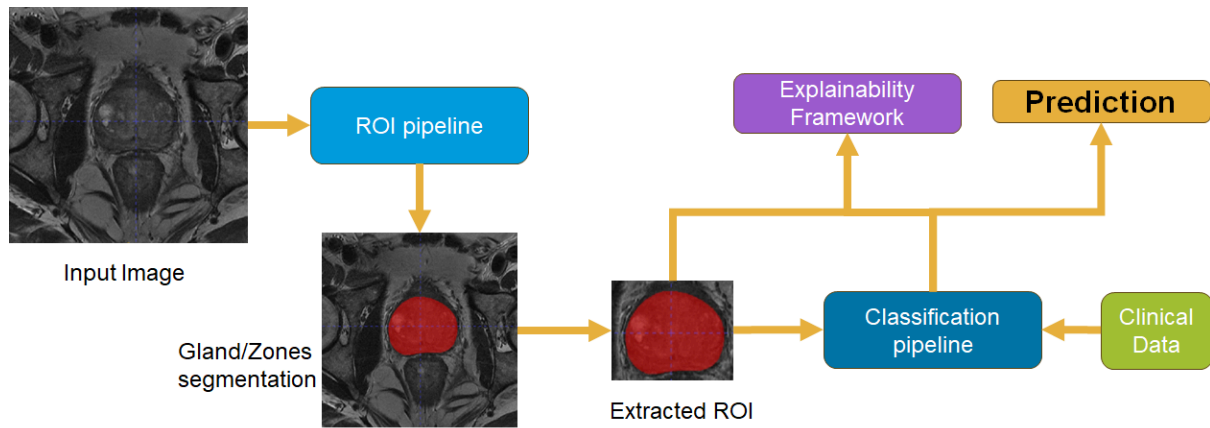 Input Image
ROI pipeline
Gland/Zones
segmentation
Extracted ROI
Explainability
Framework
Prediction
Classification
pipeline
Clinical
Data